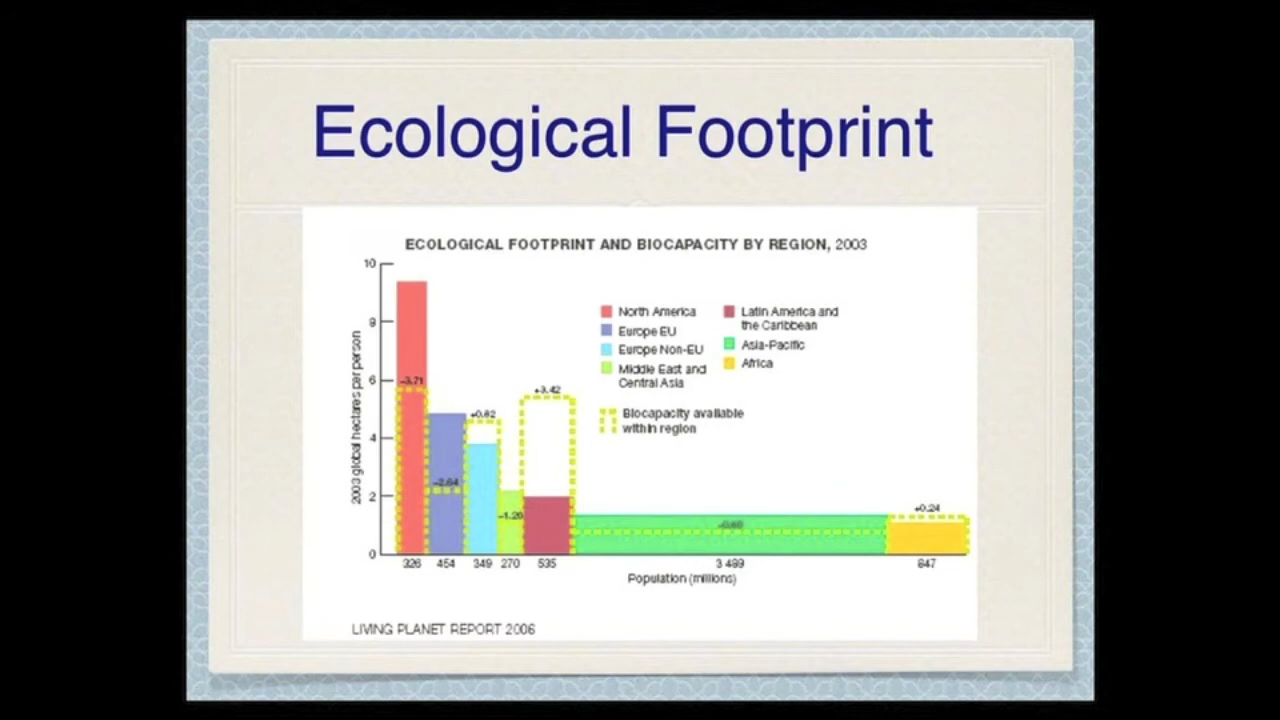 Ecological Footprint
ECOLOGICAL FOOTPRINT AND BIOCAPACITY BY REGION, 2003
2003 global hectares per person
10
8
6
4
2
0
North America
Europe EU
Europe Non-EU
Middle East and
Central Asia
Latin America and
the Caribbean
Asia-Pacific
Africa
Biocapacity available
within region
-3.71
-2.64
+0.82
-1.20
+3.42
-0.60
+0.24
326
454
349
270
535
3 499
847
Population (millions)
LIVING PLANET REPORT 2006